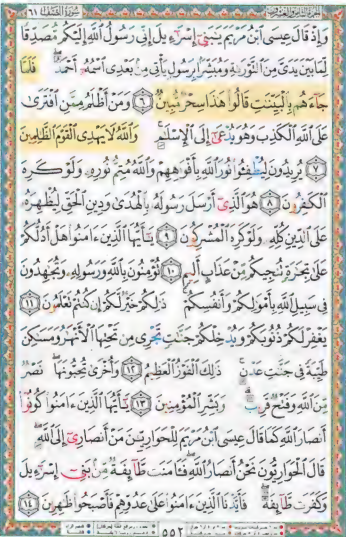 وَإِذْ قَالَ عِيسَى ٱبْنُ مَرْيَمَ يَـٰبَنِىٓ إِسْرَٰٓءِيلَ إِنِّى رَسُولُ ٱللَّهِ إِلَيْكُم مُّصَدِّقًا
لِّمَا بَيْنَ يَدَىَّ مِنَ ٱلتَّوْرَىٰةِ وَمُبَشِّرًۢا بِرَسُولٍ يَأْتِى مِنۢ بَعْدِى ٱسْمُهُۥٓ أَحْمَدُ ۖ فَلَمَّا
جَآءَهُم بِٱلْبَيِّنَـٰتِ قَالُوا۟ هَـٰذَا سِحْرٌ مُّبِينٌ ٦ وَمَنْ أَظْلَمُ مِمَّنِ ٱفْتَرَىٰ
عَلَى ٱللَّهِ ٱلْكَذِبَ وَهُوَ يُدْعَىٰٓ إِلَى ٱلْإِسْلَـٰمِ ۚ وَٱللَّهُ لَا يَهْدِى ٱلْقَوْمَ ٱلظَّـٰلِمِينَ
٧ يُرِيدُونَ لِيُطْفِـُٔوا۟ نُورَ ٱللَّهِ بِأَفْوَٰهِهِمْ وَٱللَّهُ مُتِمُّ نُورِهِۦ وَلَوْ كَرِهَ
ٱلْكَـٰفِرُونَ ٨ هُوَ ٱلَّذِىٓ أَرْسَلَ رَسُولَهُۥ بِٱلْهُدَىٰ وَدِينِ ٱلْحَقِّ لِيُظْهِرَهُۥ
عَلَى ٱلدِّينِ كُلِّهِۦ وَلَوْ كَرِهَ ٱلْمُشْرِكُونَ ٩ يَـٰٓأَيُّهَا ٱلَّذِينَ ءَامَنُوا۟ هَلْ أَدُلُّكُمْ
عَلَىٰ تِجَـٰرَةٍ تُنجِيكُم مِّنْ عَذَابٍ أَلِيمٍ ١٠ تُؤْمِنُونَ بِٱللَّهِ وَرَسُولِهِۦ وَتُجَـٰهِدُونَ
فِى سَبِيلِ ٱللَّهِ بِأَمْوَٰلِكُمْ وَأَنفُسِكُمْ ۚ ذَٰلِكُمْ خَيْرٌ لَّكُمْ إِن كُنتُمْ تَعْلَمُونَ ١١
يَغْفِرْ لَكُمْ ذُنُوبَكُمْ وَيُدْخِلْكُمْ جَنَّـٰتٍ تَجْرِى مِن تَحْتِهَا ٱلْأَنْهَـٰرُ وَمَسَـٰكِنَ
طَيِّبَةً فِى جَنَّـٰتِ عَدْنٍ ۚ ذَٰلِكَ ٱلْفَوْزُ ٱلْعَظِيمُ ١٢ وَأُخْرَىٰ تُحِبُّونَهَا ۖ نَصْرٌ
مِّنَ ٱللَّهِ وَفَتْحٌ قَرِيبٌ ۗ وَبَشِّرِ ٱلْمُؤْمِنِينَ ١٣ يَـٰٓأَيُّهَا ٱلَّذِينَ ءَامَنُوا۟ كُونُوٓا۟
أَنصَارَ ٱللَّهِ كَمَا قَالَ عِيسَى ٱبْنُ مَرْيَمَ لِلْحَوَارِيِّـۧنَ مَنْ أَنصَارِىٓ إِلَى ٱللَّهِ ۖ
قَالَ ٱلْحَوَارِيُّونَ نَحْنُ أَنصَارُ ٱللَّهِ ۖ فَـَٔامَنَت طَّآئِفَةٌ مِّنۢ بَنِىٓ إِسْرَٰٓءِيلَ
وَكَفَرَت طَّآئِفَةٌ ۖ فَأَيَّدْنَا ٱلَّذِينَ ءَامَنُوا۟ عَلَىٰ عَدُوِّهِمْ فَأَصْبَحُوا۟ ظَـٰهِرِينَ ١٤
٥٥٢